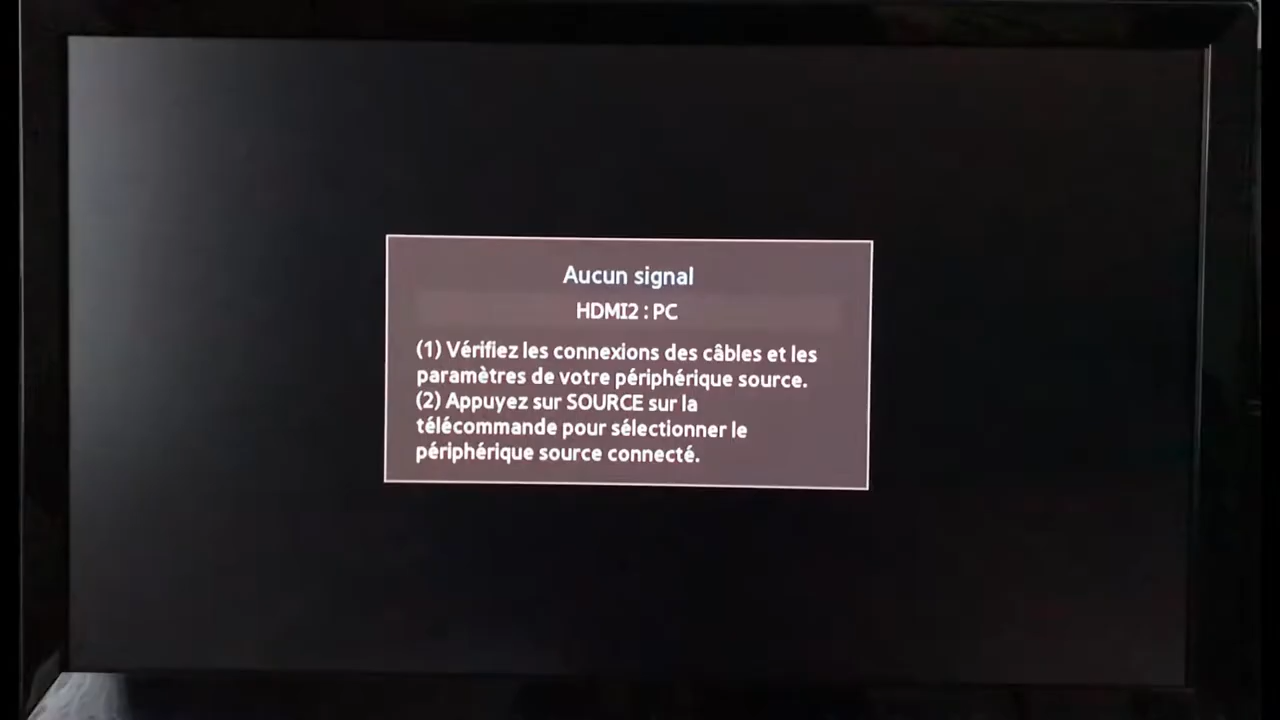 Aucun signal
HDMI2 : PC
(1) Vérifiez les connexions des câbles et les
paramètres de votre périphérique source.
(2) Appuyez sur SOURCE sur la
télécommande pour sélectionner le
périphérique source connecté.